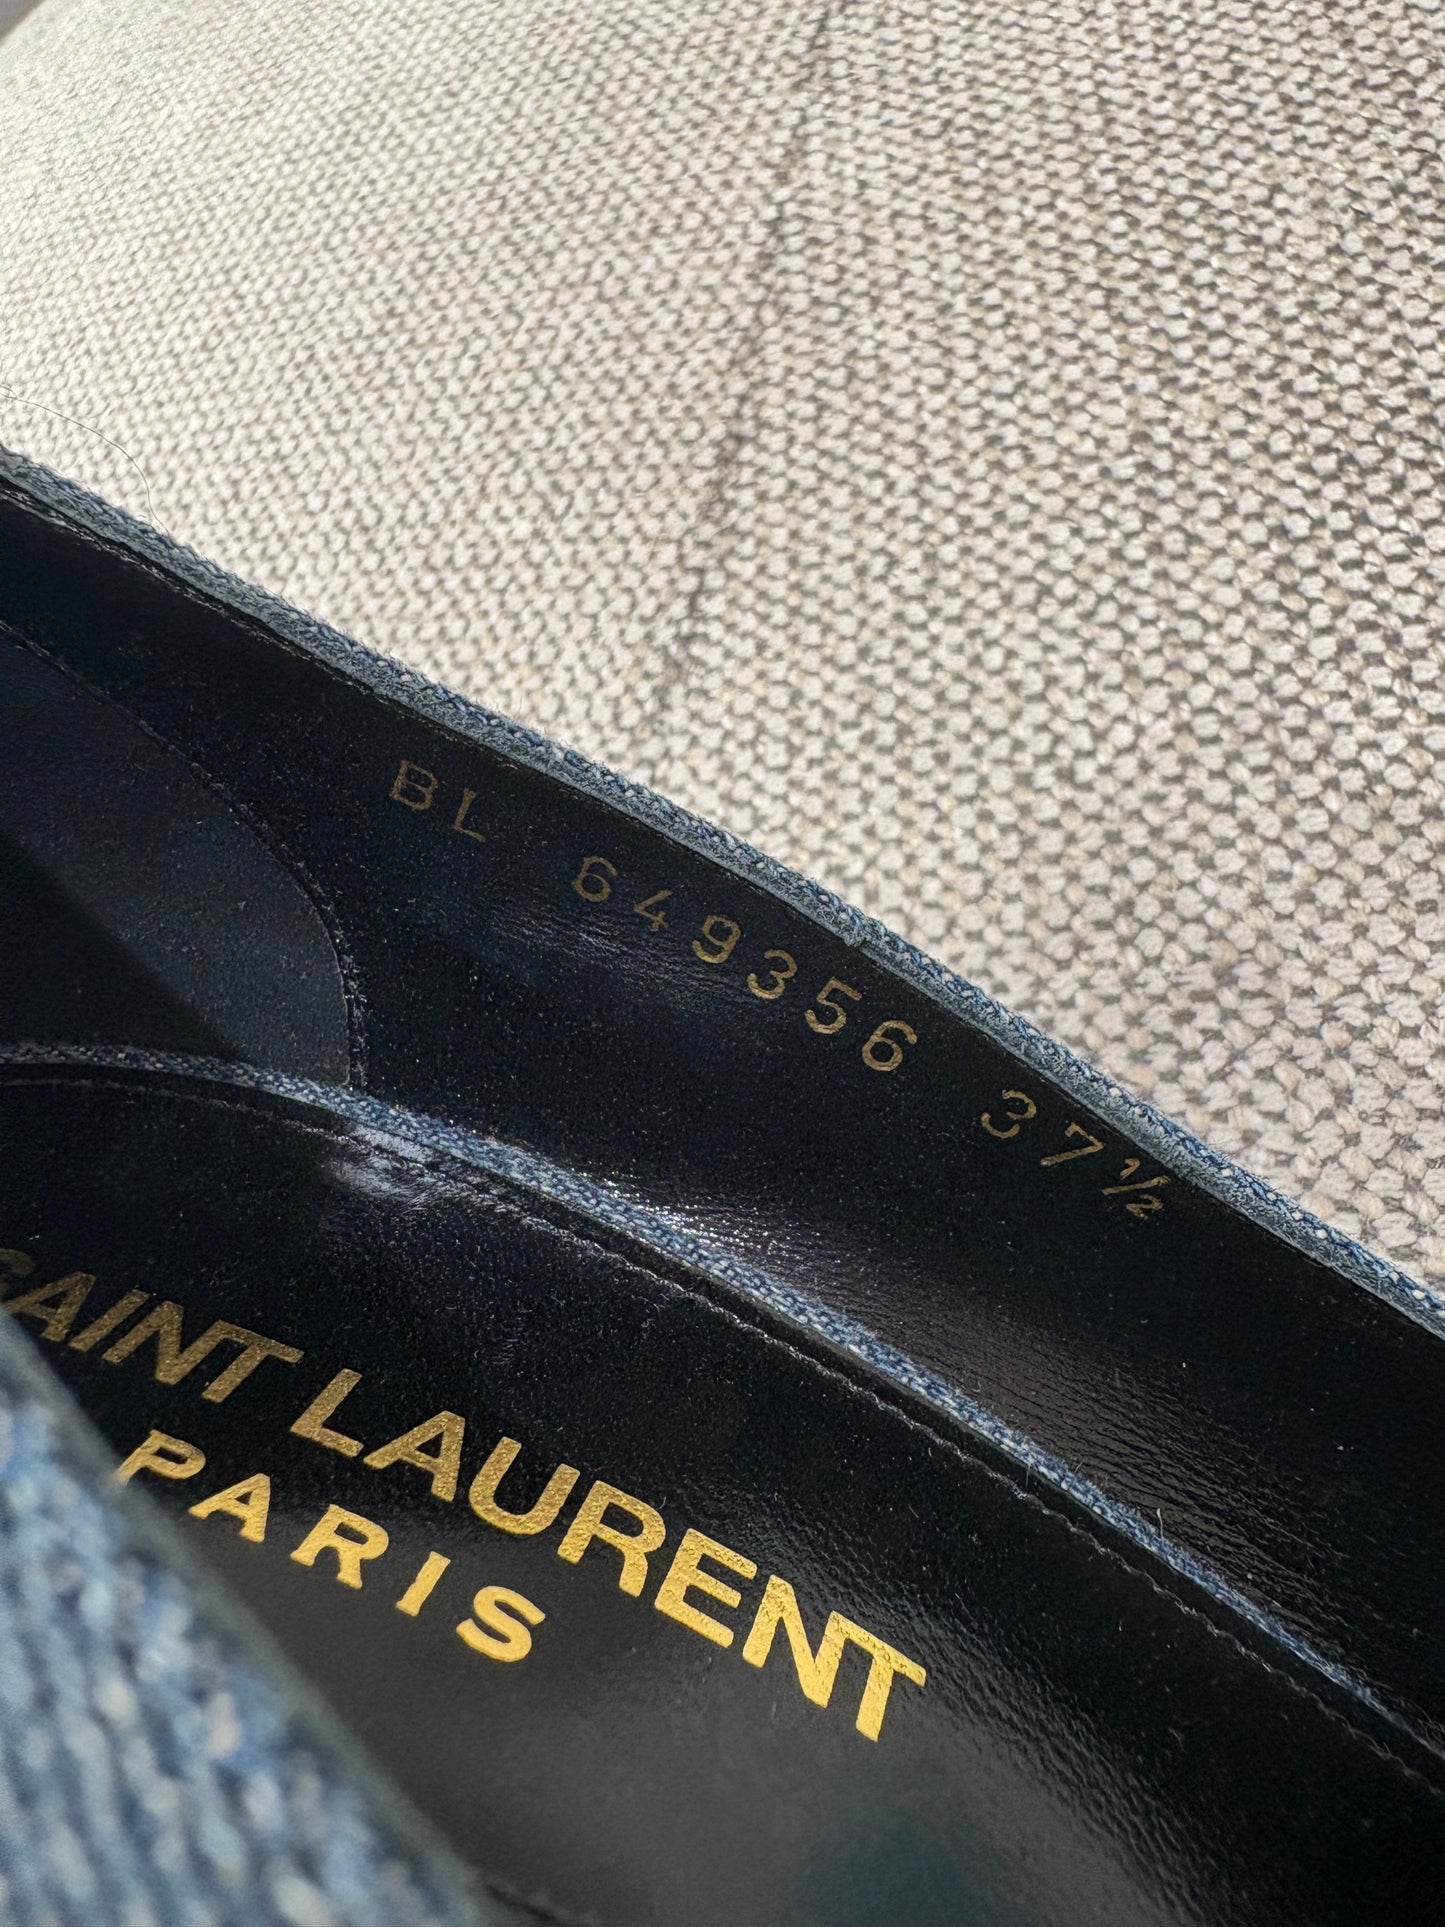 BL 649356 37½
SAINT LAURENT
PARIS